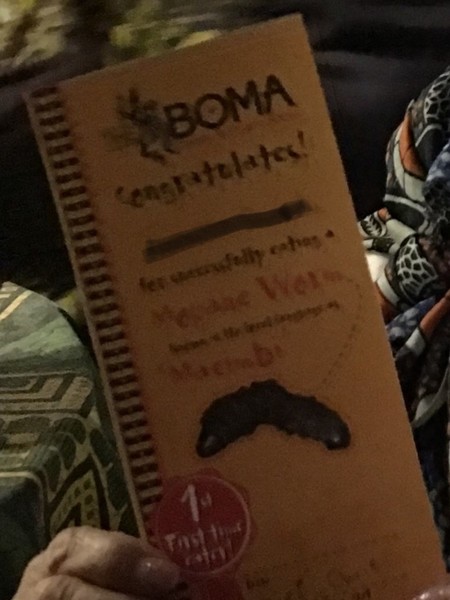 BOMA
Congratulates!
for successfully eating a
Mopane Worm
known in the local language as
"Macimbi
1st
First time
eater!